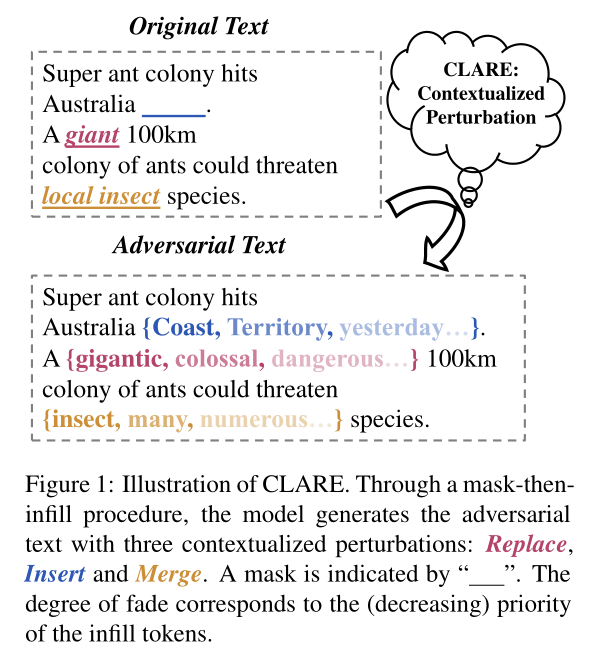 Original Text
Super ant colony hits
Australia _____.
A giant 100km
colony of ants could threaten
local insect species.
CLARE:
Contextualized
Perturbation
Adversarial Text
Super ant colony hits
Australia {Coast, Territory, yesterday...}.
A {gigantic, colossal, dangerous...} 100km
colony of ants could threaten
{insect, many, numerous...} species.
Figure 1: Illustration of CLARE. Through a mask-then-
infill procedure, the model generates the adversarial
text with three contextualized perturbations: Replace,
Insert and Merge. A mask is indicated by “___”. The
degree of fade corresponds to the (decreasing) priority
of the infill tokens.